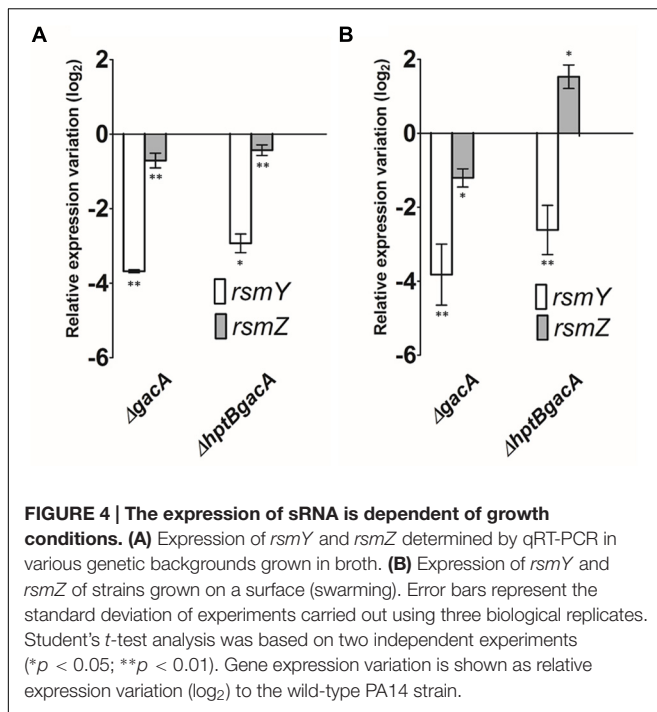 A
B
Relative expression variation (log₂)
2
0
-2
-4
-6
**
**
*
**
rsmY
rsmZ
ΔgacA
ΔhptBgacA
Relative expression variation (log₂)
2
0
-2
-4
-6
**
*
**
*
rsmY
rsmZ
ΔgacA
ΔhptBgacA
FIGURE 4 | The expression of sRNA is dependent of growth
conditions. (A) Expression of rsmY and rsmZ determined by qRT-PCR in
various genetic backgrounds grown in broth. (B) Expression of rsmY and
rsmZ of strains grown on a surface (swarming). Error bars represent the
standard deviation of experiments carried out using three biological replicates.
Student's t-test analysis was based on two independent experiments
(*p < 0.05; **p < 0.01). Gene expression variation is shown as relative
expression variation (log₂) to the wild-type PA14 strain.